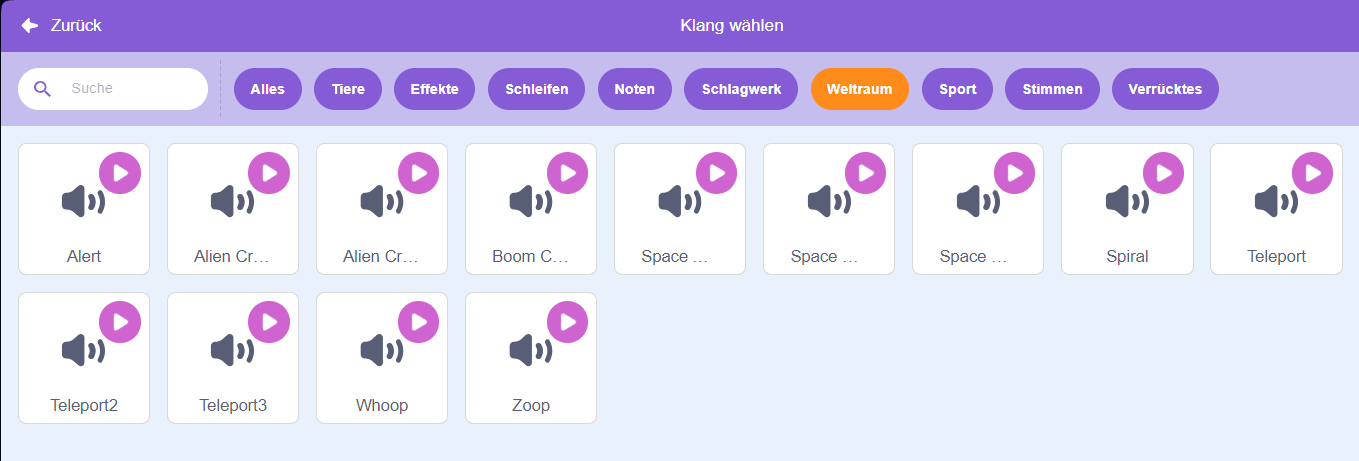 Zurück
Klang wählen
Suche
Alles
Tiere
Effekte
Schleifen
Noten
Schlagwerk
Weltraum
Sport
Stimmen
Verrücktes
Alert
Alien Cr…
Alien Cr…
Boom C…
Space …
Space …
Space …
Spiral
Teleport
Teleport2
Teleport3
Whoop
Zoop